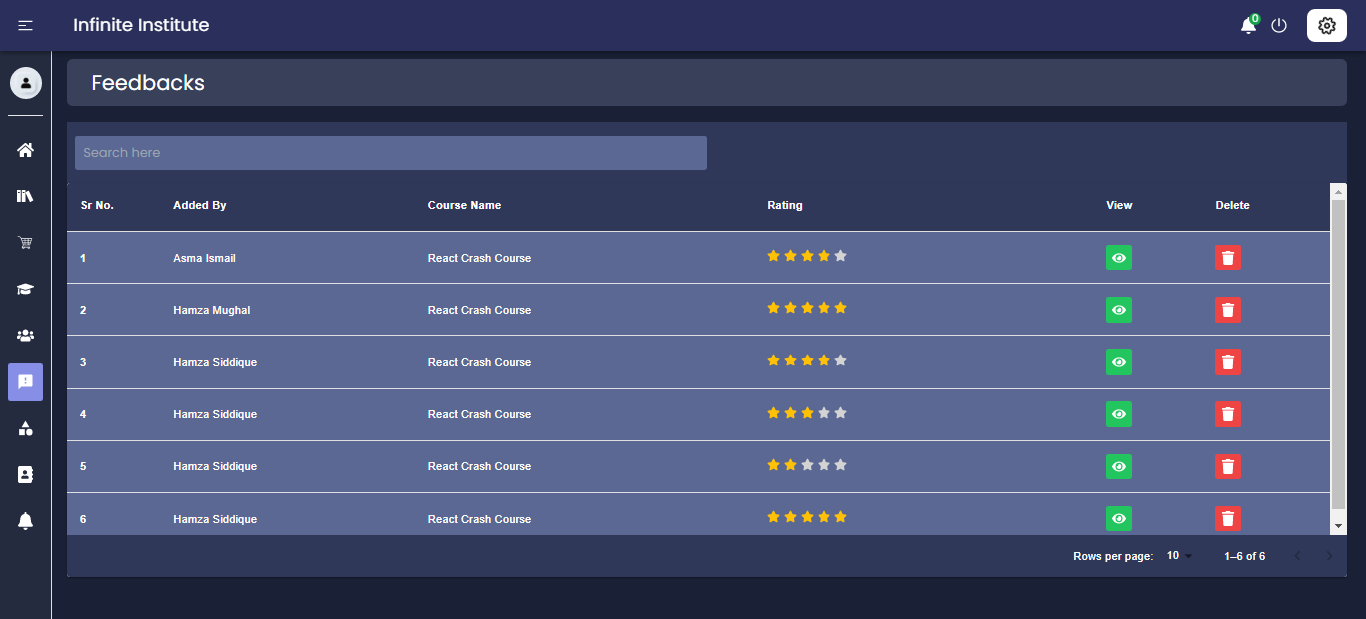 Infinite Institute
0
Feedbacks
Search here
Sr No. Added By Course Name Rating View Delete
1 Asma Ismail React Crash Course
2 Hamza Mughal React Crash Course
3 Hamza Siddique React Crash Course
4 Hamza Siddique React Crash Course
5 Hamza Siddique React Crash Course
6 Hamza Siddique React Crash Course
Rows per page: 10 1–6 of 6